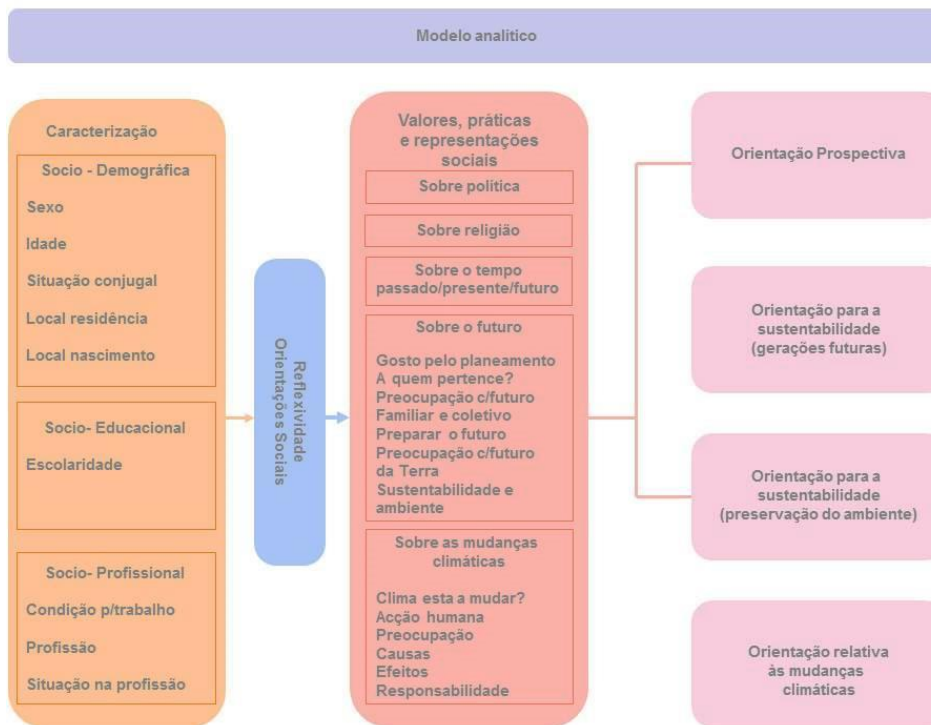 Modelo analítico
Caracterização
Socio - Demográfica
Sexo
Idade
Situação conjugal
Local residência
Local nascimento
Socio- Educacional
Escolaridade
Socio- Profissional
Condição p/trabalho
Profissão
Situação na profissão
Reflexividade
Orientações Sociais
Valores, práticas
e representações
sociais
Sobre política
Sobre religião
Sobre o tempo
passado/presente/futuro
Sobre o futuro
Gosto pelo planeamento
A quem pertence?
Preocupação c/futuro
Familiar e coletivo
Preparar o futuro
Preocupação c/futuro
da Terra
Sustentabilidade e
ambiente
Sobre as mudanças
climáticas
Clima esta a mudar?
Acção humana
Preocupação
Causas
Efeitos
Responsabilidade
Orientação Prospectiva
Orientação para a
sustentabilidade
(gerações futuras)
Orientação para a
sustentabilidade
(preservação do ambiente)
Orientação relativa
às mudanças
climáticas